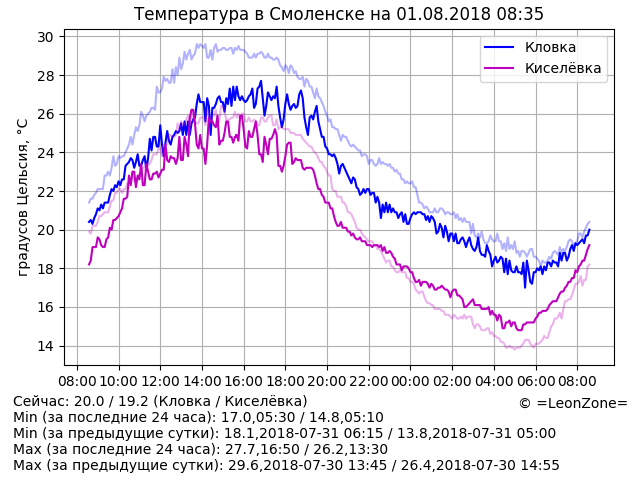 Температура в Смоленске на 01.08.2018 08:35
30
28
26
24
22
20
18
16
14
градусов Цельсия, °C
Кловка
Киселёвка
08:00 10:00 12:00 14:00 16:00 18:00 20:00 22:00 00:00 02:00 04:00 06:00 08:00
Сейчас: 20.0 / 19.2 (Кловка / Киселёвка)
© =LeonZone=
Min (за последние 24 часа): 17.0,05:30 / 14.8,05:10
Min (за предыдущие сутки): 18.1,2018-07-31 06:15 / 13.8,2018-07-31 05:00
Max (за последние 24 часа): 27.7,16:50 / 26.2,13:30
Max (за предыдущие сутки): 29.6,2018-07-30 13:45 / 26.4,2018-07-30 14:55